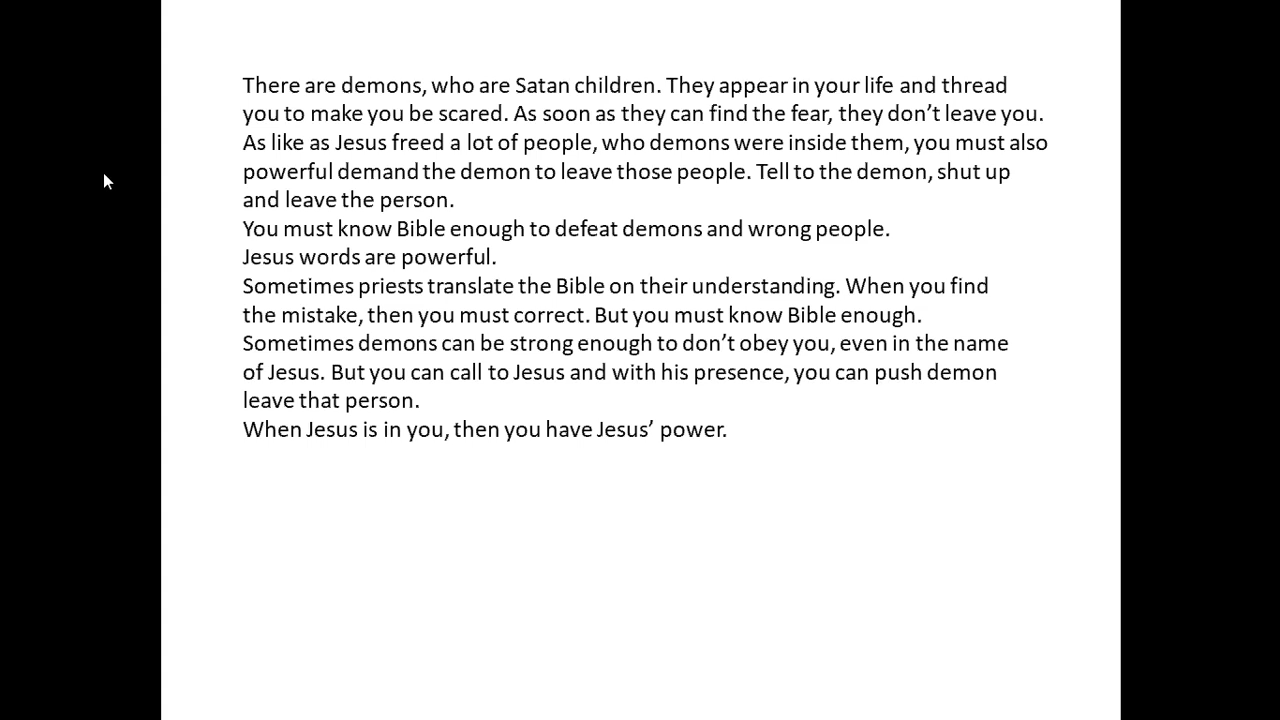 There are demons, who are Satan children. They appear in your life and thread
you to make you be scared. As soon as they can find the fear, they don’t leave you.
As like as Jesus freed a lot of people, who demons were inside them, you must also
powerful demand the demon to leave those people. Tell to the demon, shut up
and leave the person.
You must know Bible enough to defeat demons and wrong people.
Jesus words are powerful.
Sometimes priests translate the Bible on their understanding. When you find
the mistake, then you must correct. But you must know Bible enough.
Sometimes demons can be strong enough to don’t obey you, even in the name
of Jesus. But you can call to Jesus and with his presence, you can push demon
leave that person.
When Jesus is in you, then you have Jesus’ power.